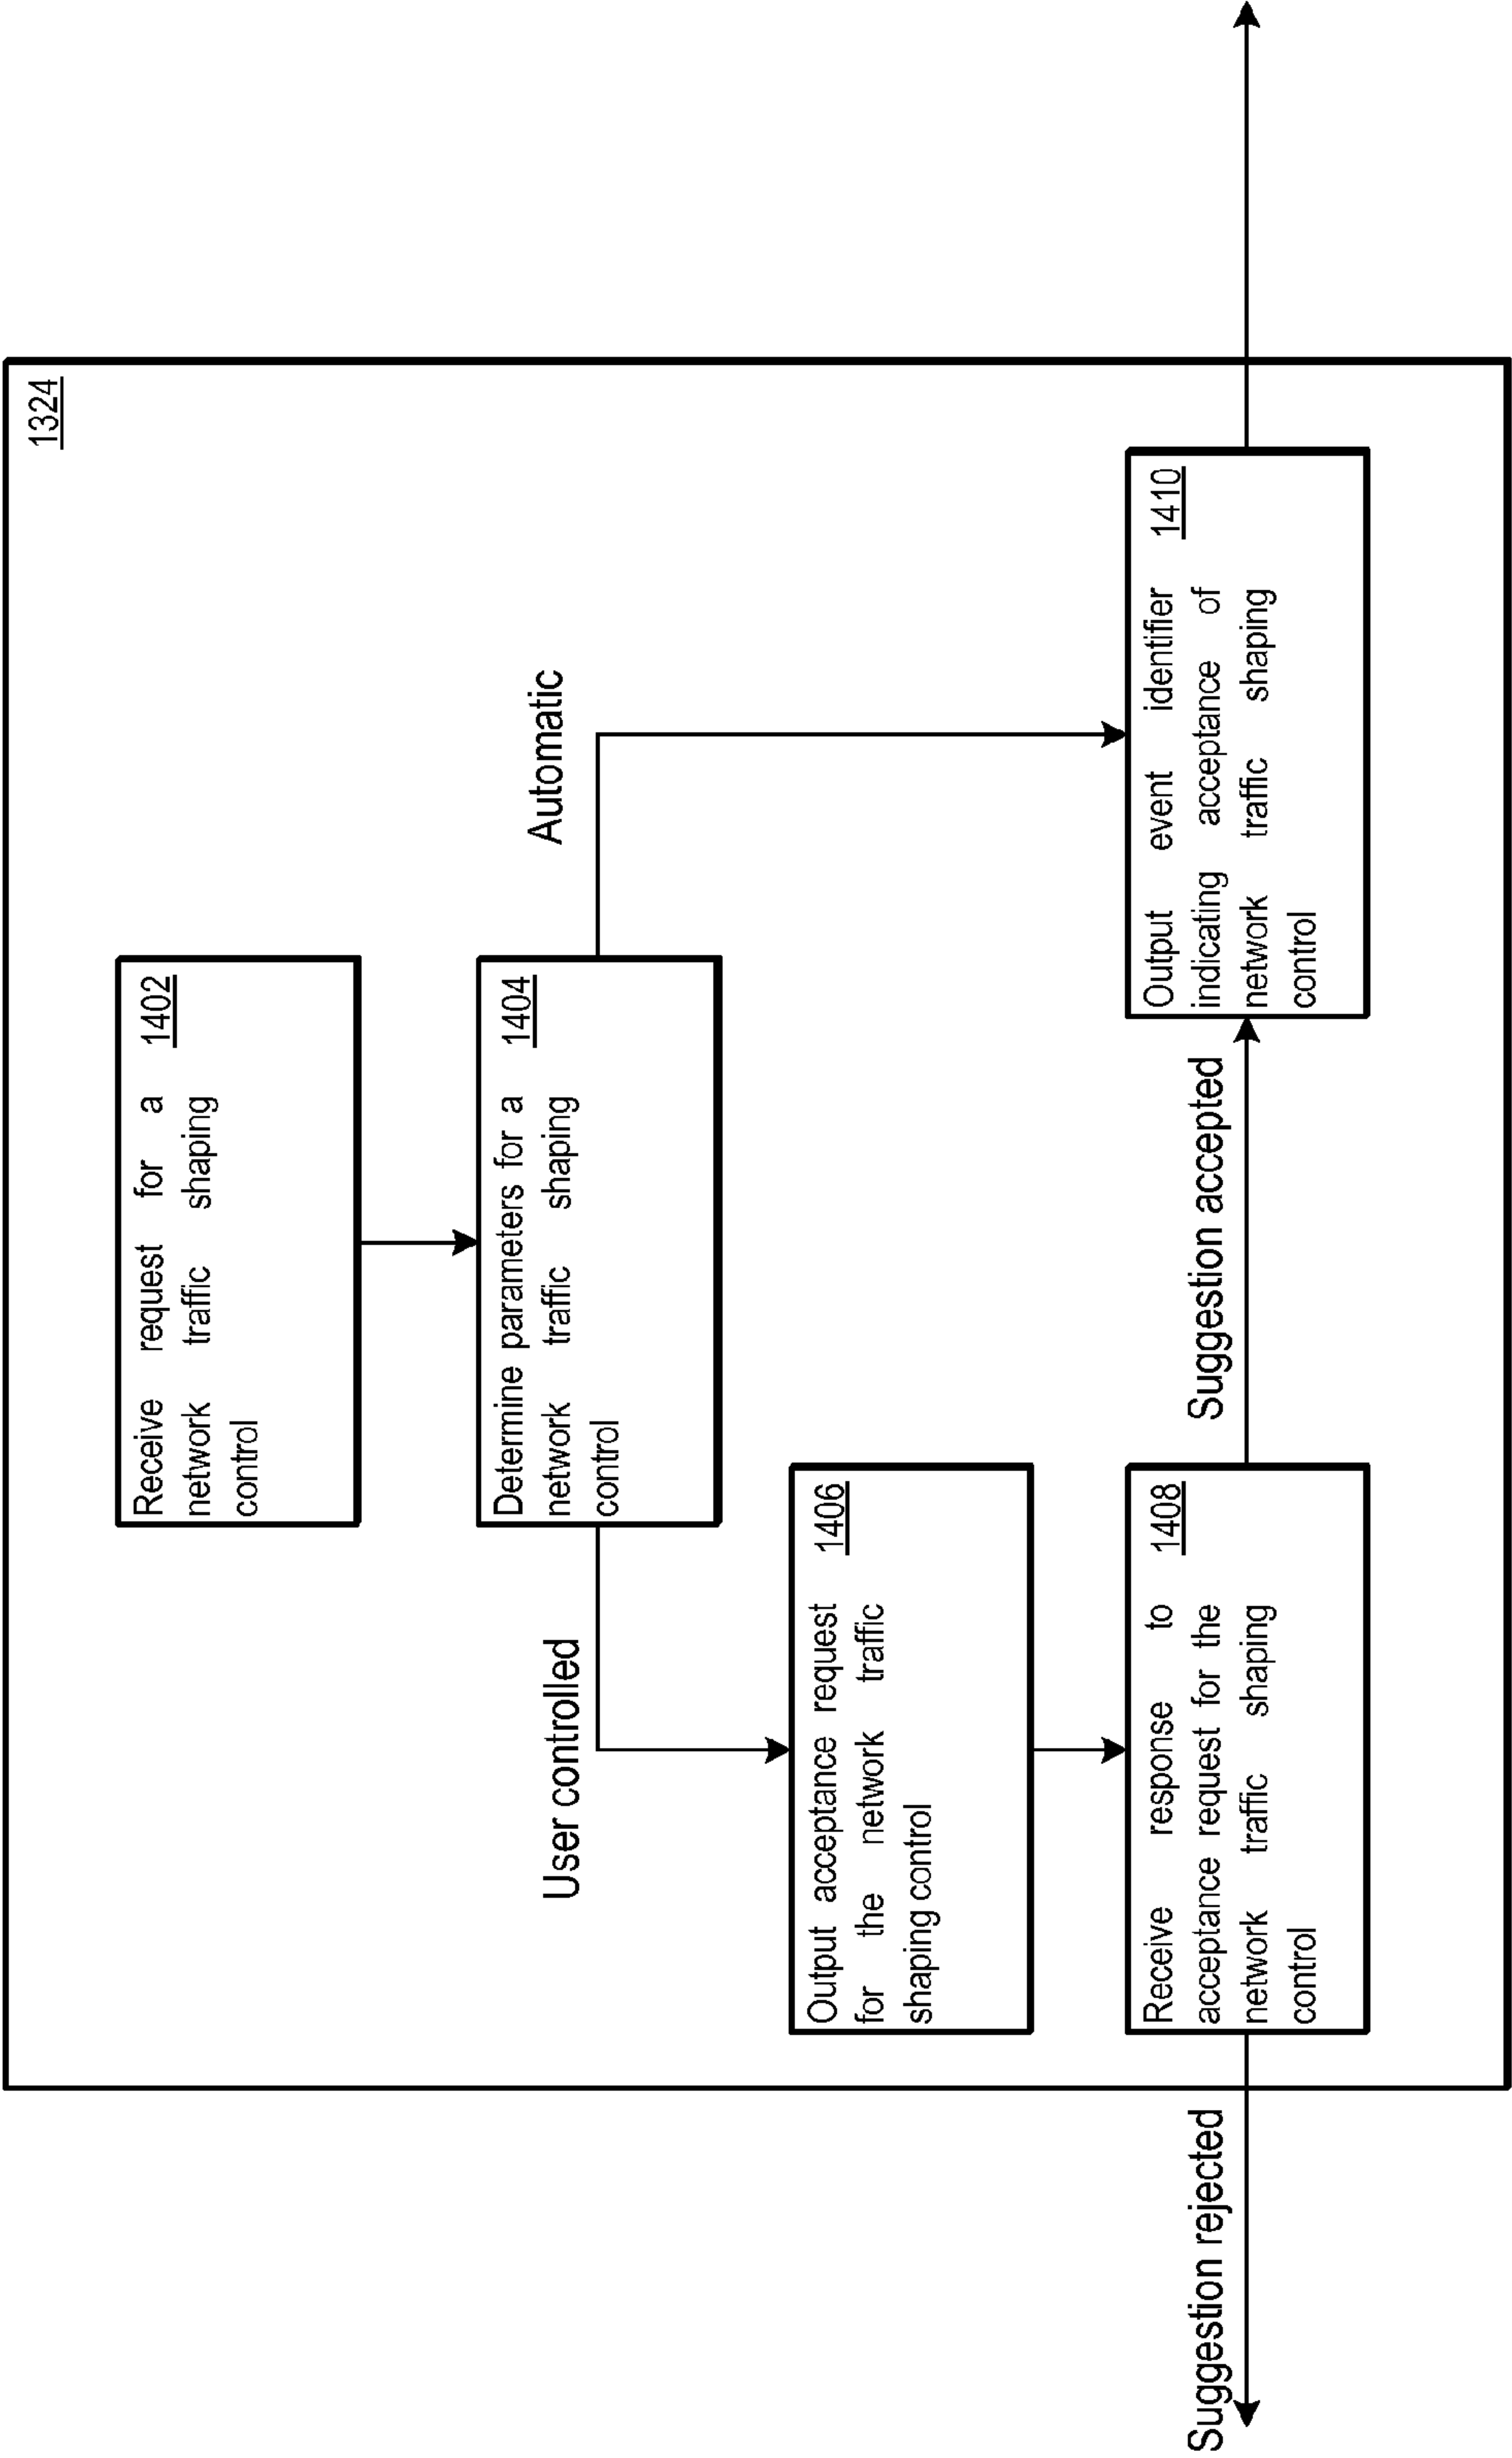 1324
Receive request for a 1402
network traffic shaping
control
Determine parameters for a 1404
network traffic shaping
control
User controlled
Automatic
Output acceptance request 1406
for the network traffic
shaping control
Receive response to 1408
acceptance request for the
network traffic shaping
control
Suggestion rejected
Suggestion accepted
Output event identifier 1410
indicating acceptance of
network traffic shaping
control